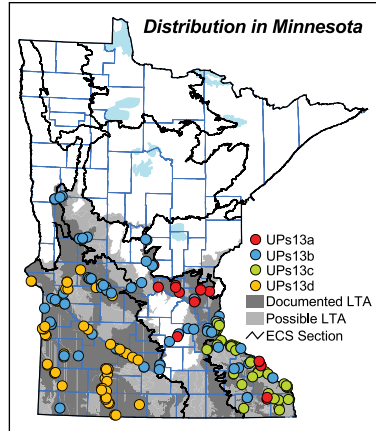 Distribution in Minnesota
UPs13a
UPs13b
UPs13c
UPs13d
Documented LTA
Possible LTA
ECS Section